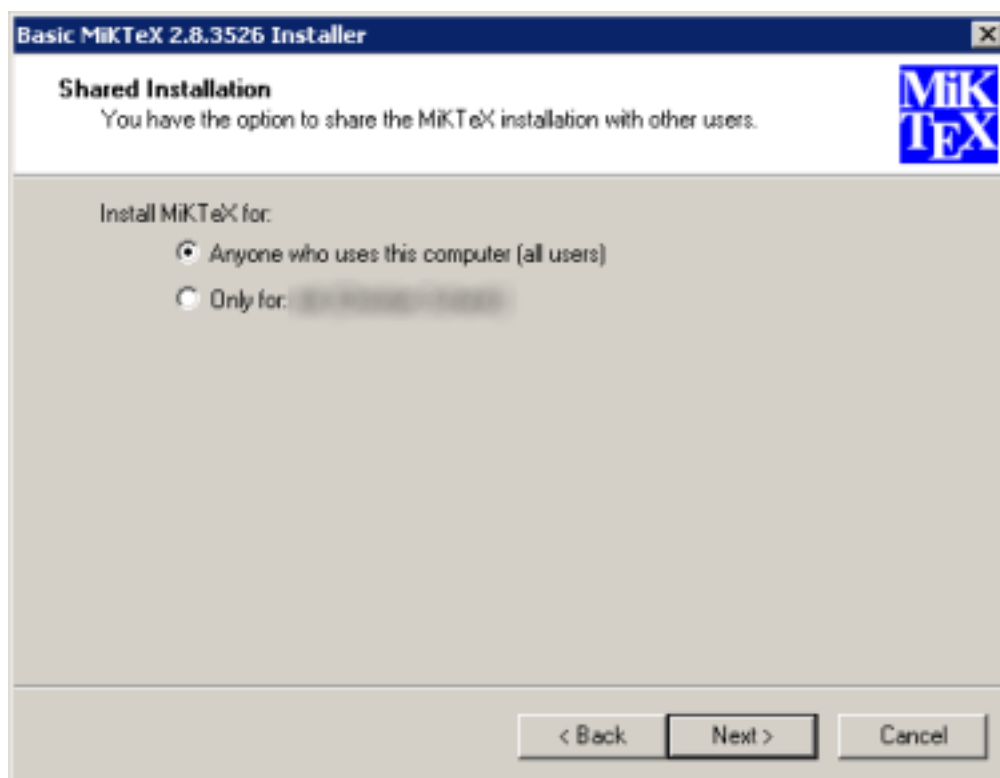 Basic MiKTeX 2.8.3526 Installer
Shared Installation
You have the option to share the MiKTeX installation with other users.
MiK
TEX
Install MiKTeX for:
Anyone who uses this computer (all users)
Only for:
< Back
Next >
Cancel